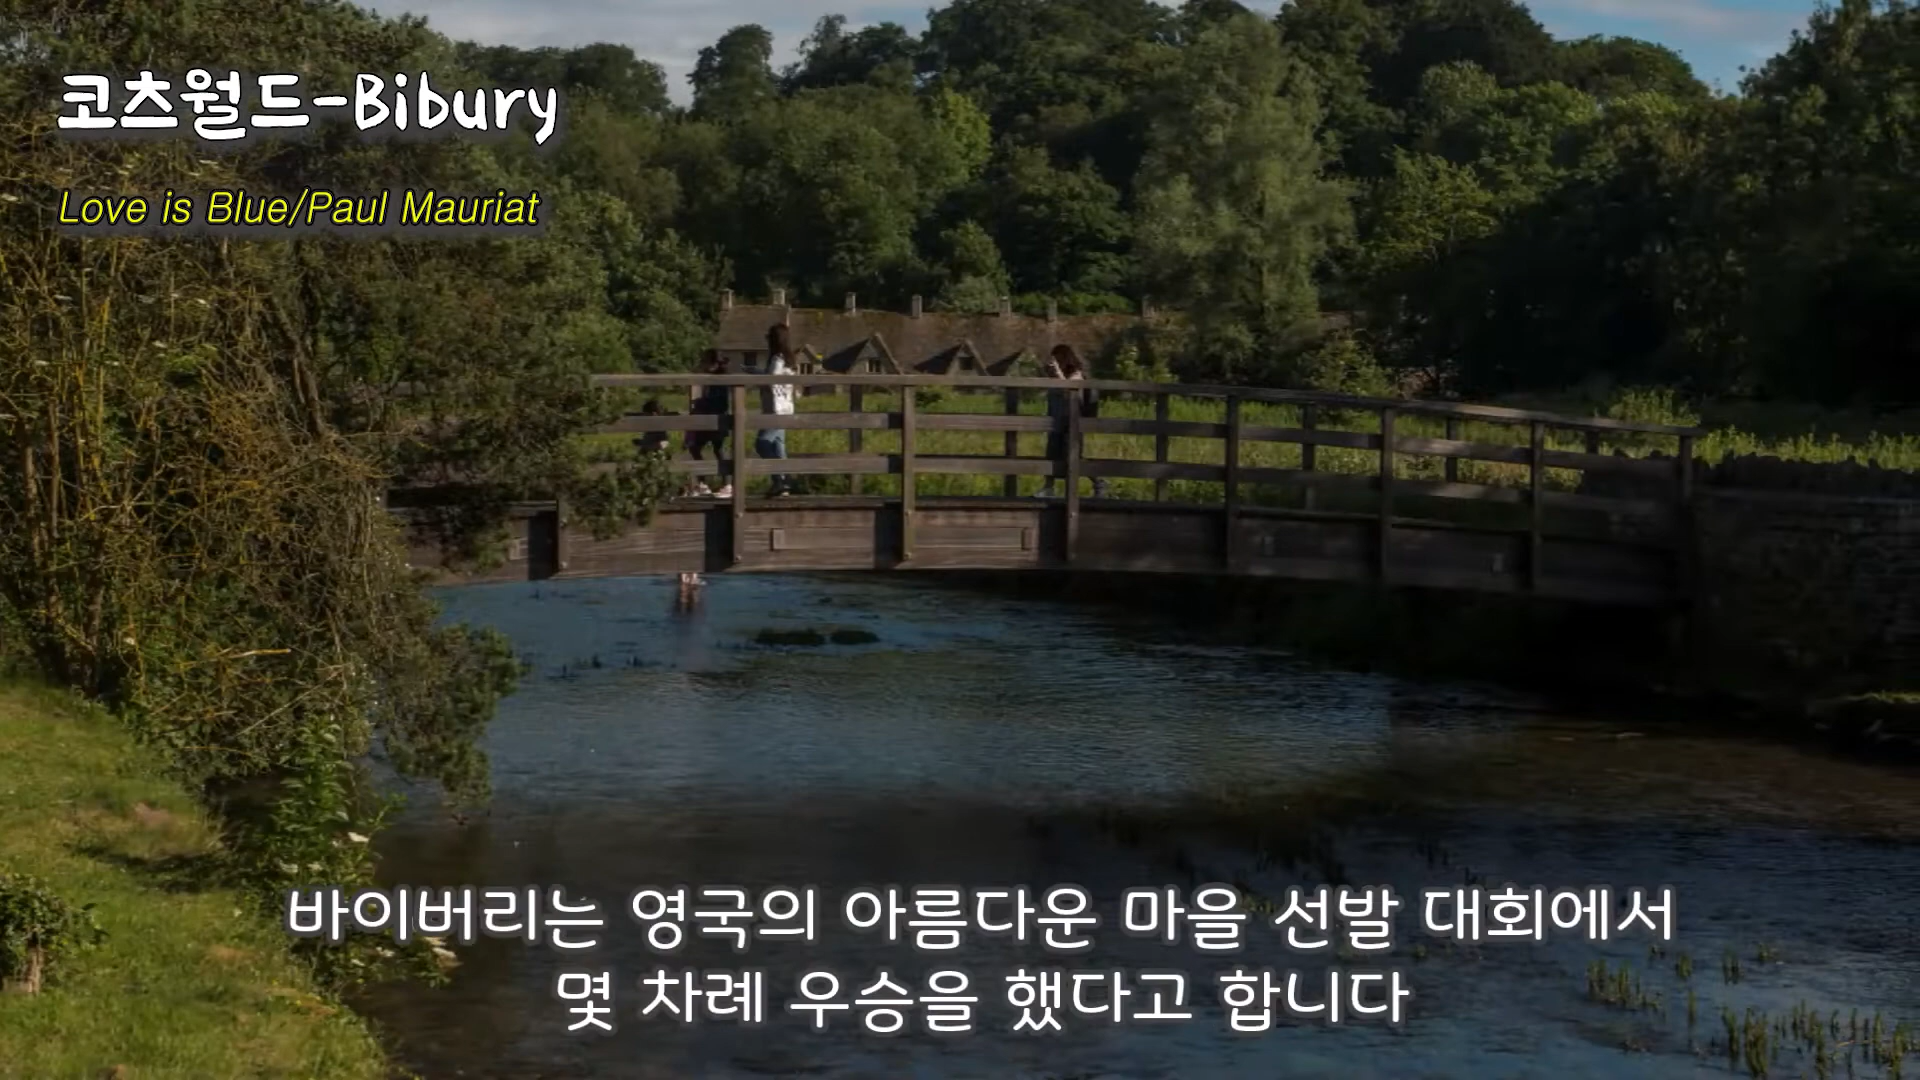 코츠월드-Bibury
Love is Blue/Paul Mauriat
바이버리는 영국의 아름다운 마을 선발 대회에서
몇 차례 우승을 했다고 합니다